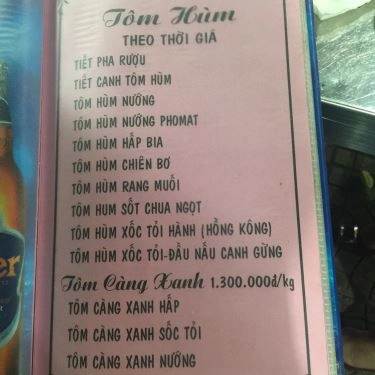 Tôm Hùm
THEO THỜI GIÁ
TIẾT PHA RƯỢU
TIẾT CANH TÔM HÙM
TÔM HÙM NƯỚNG
TÔM HÙM NƯỚNG PHOMAT
TÔM HÙM HẤP BIA
TÔM HÙM CHIÊN BƠ
TÔM HÙM RANG MUỐI
TÔM HUM SỐT CHUA NGỌT
TÔM HÙM XỐC TỎI HÀNH (HỒNG KÔNG)
TÔM HÙM XỐC TỎI-ĐẦU NẤU CANH GỪNG
Tôm Càng Xanh 1.300.000đ/kg
TÔM CÀNG XANH HẤP
TÔM CÀNG XANH SỐC TỎI
TÔM CÀNG XANH NƯỚNG